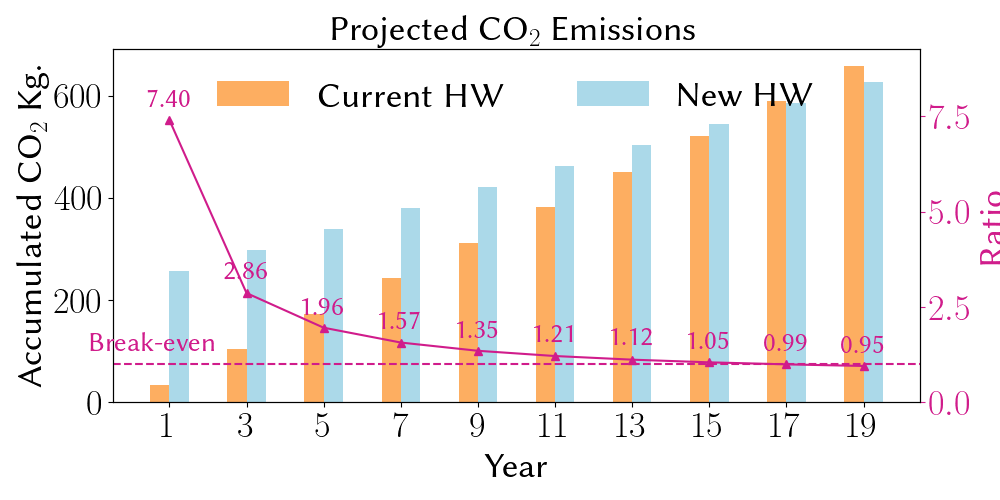 Projected CO₂ Emissions
Current HW
New HW
Accumulated CO₂ Kg.
600
400
200
0
7.40
2.86
1.96
1.57
1.35
1.21
1.12
1.05
0.99
0.95
Break-even
7.5
5.0
2.5
0.0
Ratio
1 3 5 7 9 11 13 15 17 19
Year